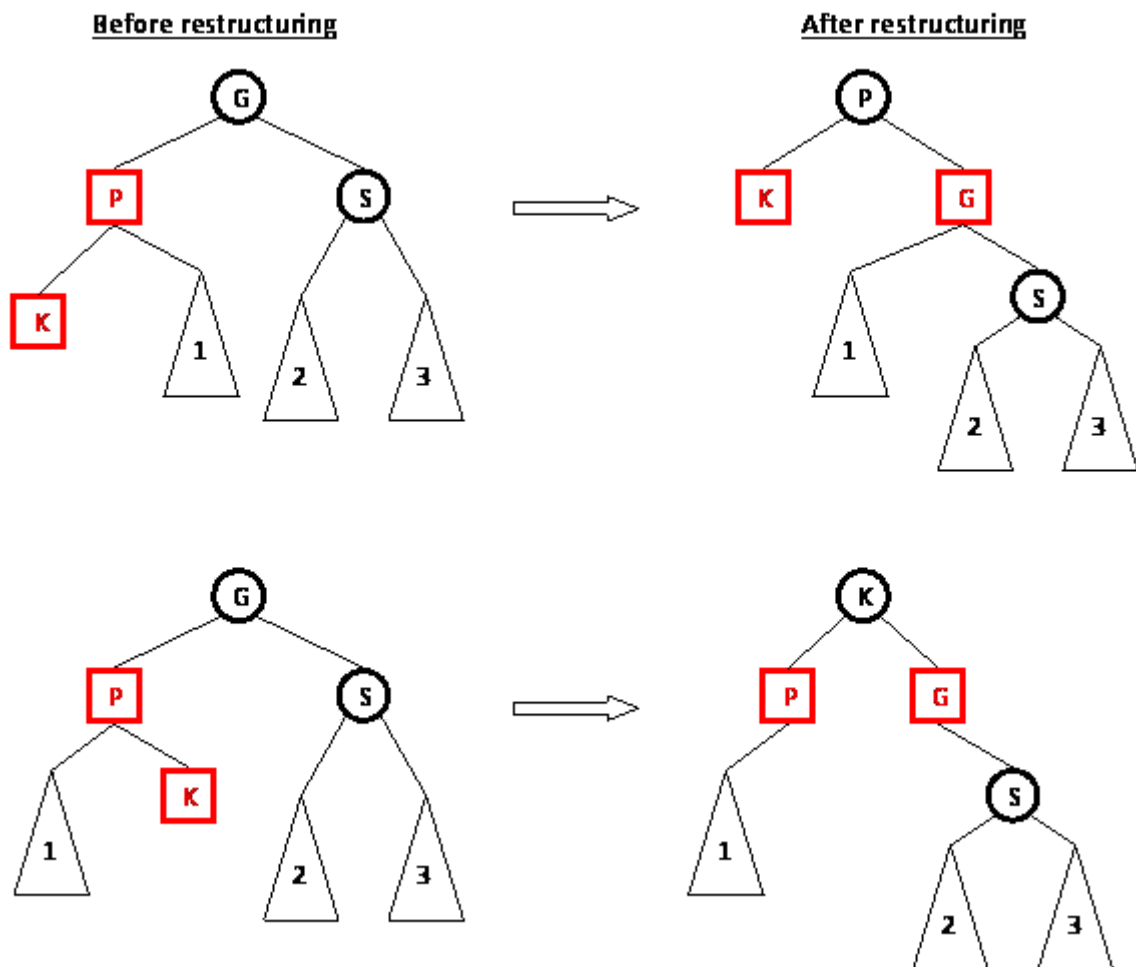 Before restructuring After restructuring
G P
P S K G
K 1 2 3 1 S
2 3
G K
P S P G
1 K 2 3 1 S
2 3